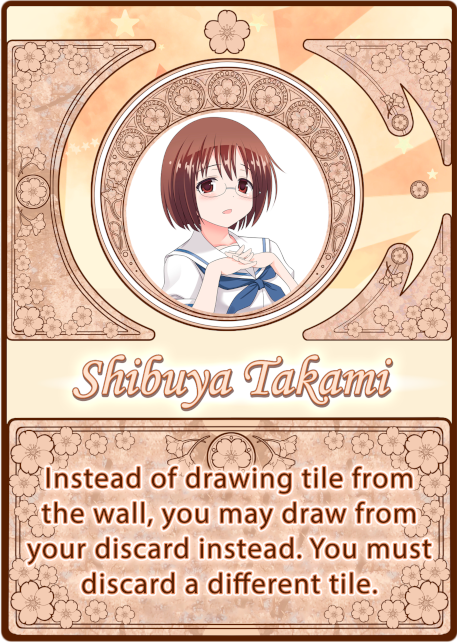 Shibuya Takami
Instead of drawing tile from
the wall, you may draw from
your discard instead. You must
discard a different tile.